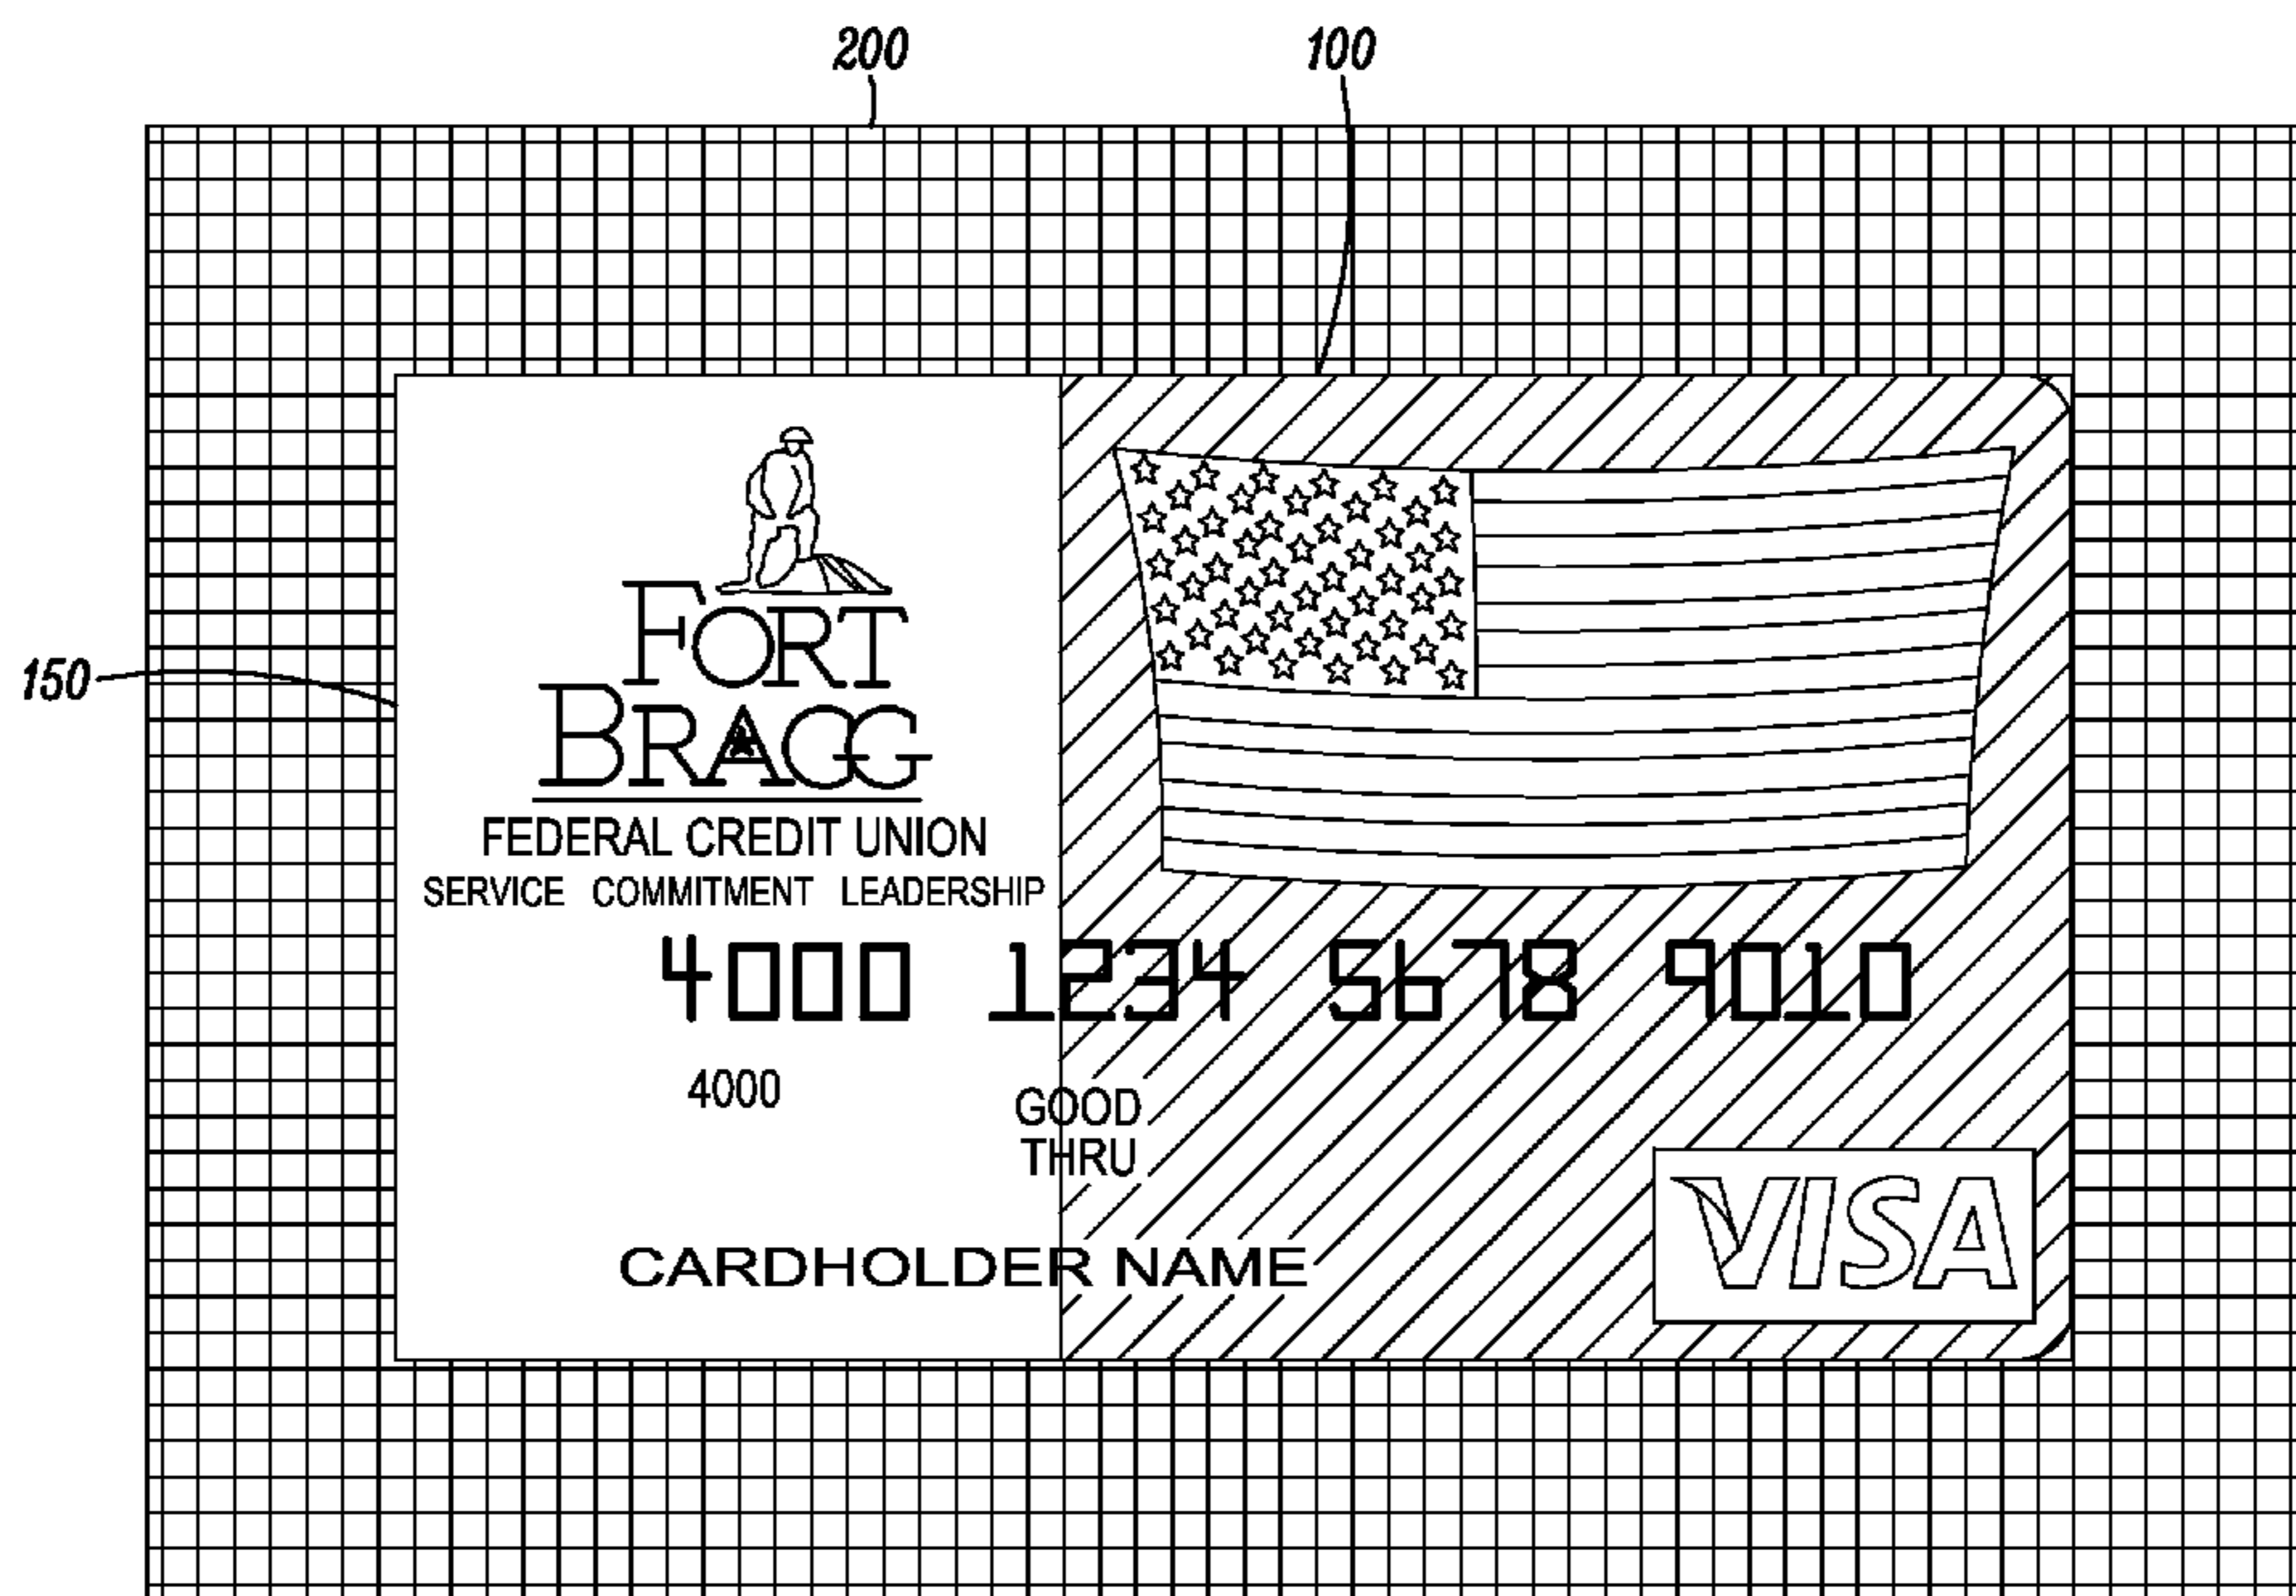 200 100
150
FORT
BRAGG
FEDERAL CREDIT UNION
SERVICE COMMITMENT LEADERSHIP
4000 1234 5678 9010
4000
GOOD
THRU
CARDHOLDER NAME
VISA